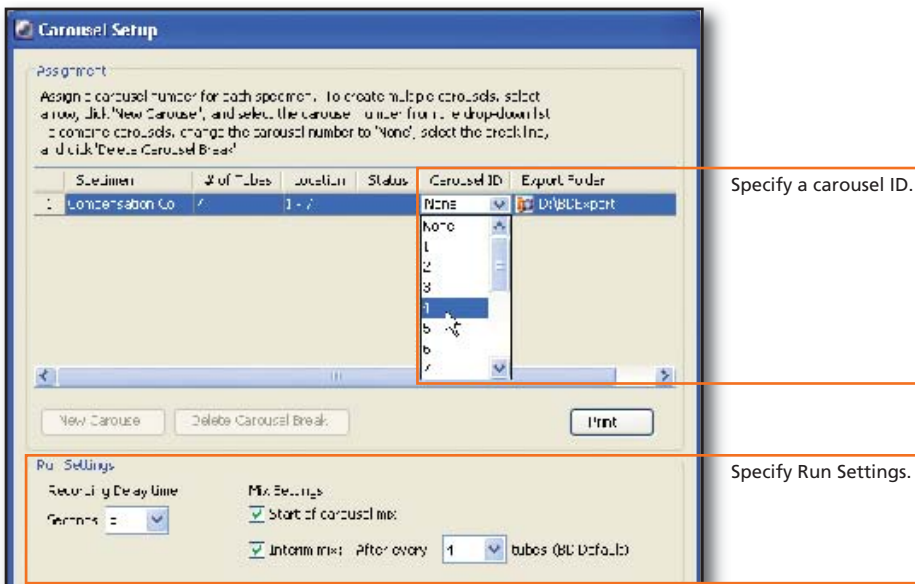 Carousel Setup
Assignment
Assign a carousel number for each specimen. To create multiple carousels, select
a row, click 'New Carousel', and select the carousel number from the drop-down list
To combine carousels, change the carousel number to 'None', select the break line,
and click 'Delete Carousel Break'
Specimen # of Tubes Location Status Carousel ID Export Folder
1 Compensation Co 7 1 - 7 None D:\BDExport
None
1
2
3
4
5
6
7
New Carousel Delete Carousel Break Print
Specify a carousel ID.
Run Settings
Specify Run Settings.
Recording Delay time Mix Settings
Seconds Start of carousel mix
Interim mix: After every 4 tubes (BD Default)